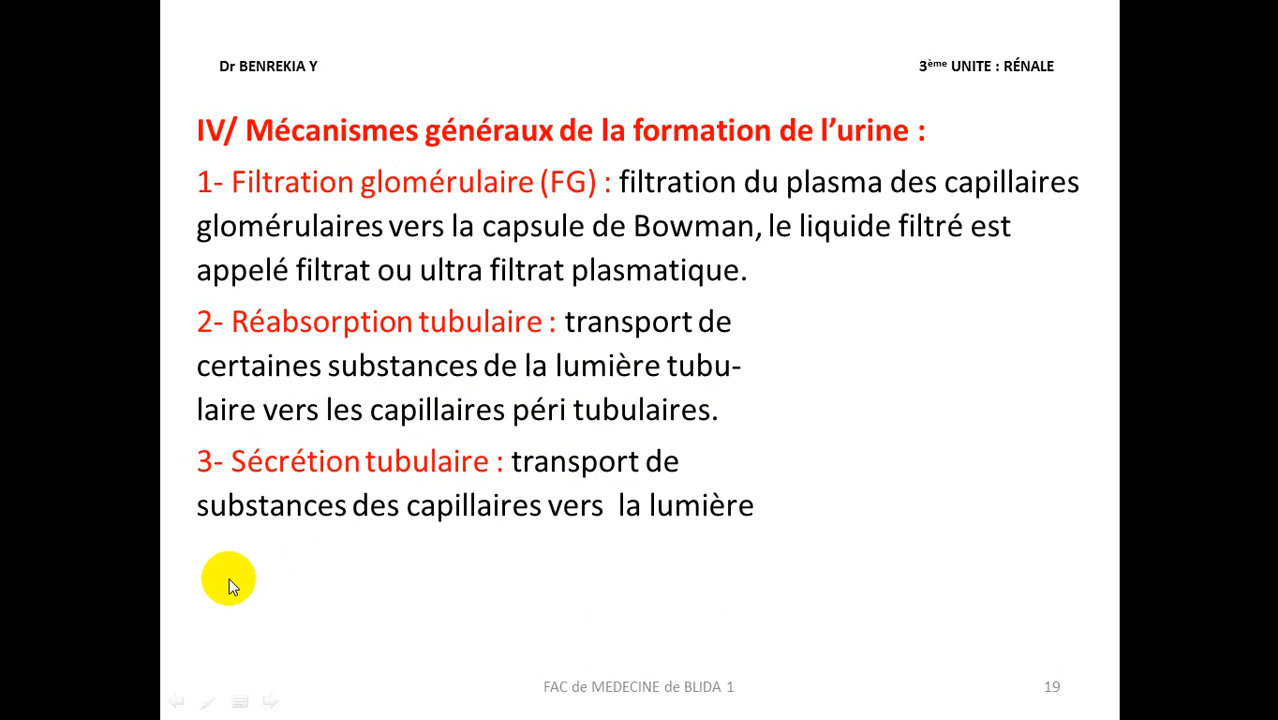 Dr BENREKIA Y
3ème UNITE : RÉNALE
IV/ Mécanismes généraux de la formation de l’urine :
1- Filtration glomérulaire (FG) : filtration du plasma des capillaires
glomérulaires vers la capsule de Bowman, le liquide filtré est
appelé filtrat ou ultra filtrat plasmatique.
2- Réabsorption tubulaire : transport de
certaines substances de la lumière tubu-
laire vers les capillaires péri tubulaires.
3- Sécrétion tubulaire : transport de
substances des capillaires vers la lumière
FAC de MEDECINE de BLIDA 1
19